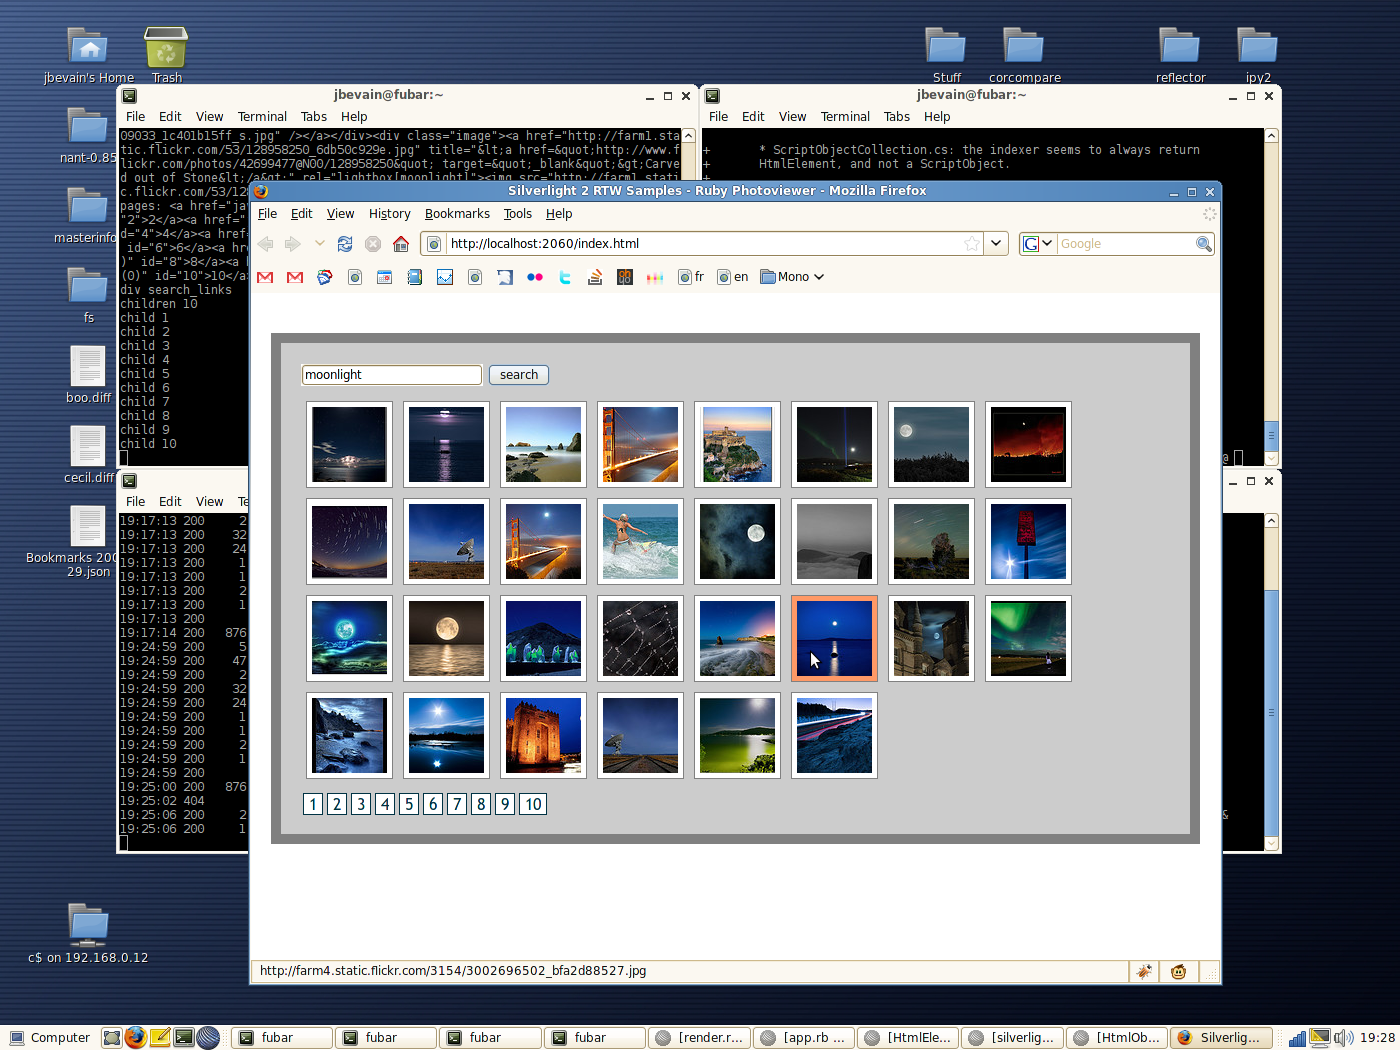 jbevain's Home
Trash
Stuff
corcompare
reflector
ipy2
nant-0.85
masterinfo
fs
boo.diff
cecil.diff
Bookmarks 200
29.json
c$ on 192.168.0.12
jbevain@fubar:~
File Edit View Terminal Tabs Help
09033_1c401b15ff_s.jpg" /></a></div><div class="image"><a href="http://farm1.sta
tic.flickr.com/53/128958250_6db50c929e.jpg" title="&lt;a href=&quot;http://www.f
lickr.com/photos/42699477@N00/128958250&quot; target=&quot;_blank&quot;&gt;Carve
d out of Stone&lt;/a&gt;" rel="lightbox[moonlight]"><img src="http://farm1.sta
c.flickr.com/53/128
pages: <a href="jav
"2">2</a><a href="
d="4">4</a><a href
id="6">6</a><a hre
)" id="8">8</a><a h
(0)" id="10">10</a>
div search_links
children 10
child 1
child 2
child 3
child 4
child 5
child 6
child 7
child 8
child 9
child 10
jbevain@fubar:~
File Edit View Terminal Tabs Help
+ * ScriptObjectCollection.cs: the indexer seems to always return
+ HtmlElement, and not a ScriptObject.
+
File Edit View Te
19:17:13 200 2
19:17:13 200 32
19:17:13 200 24
19:17:13 200 1
19:17:13 200 1
19:17:13 200 2
19:17:13 200 1
19:17:13 200
19:17:14 200 876
19:24:59 200 5
19:24:59 200 47
19:24:59 200 2
19:24:59 200 32
19:24:59 200 24
19:24:59 200 1
19:24:59 200 1
19:24:59 200 2
19:24:59 200 1
19:24:59 200
19:25:00 200 876
19:25:02 404
19:25:06 200 2
19:25:06 200 1
&
Silverlight 2 RTW Samples - Ruby Photoviewer - Mozilla Firefox
File Edit View History Bookmarks Tools Help
http://localhost:2060/index.html
Google
fr
en
Mono
moonlight
search
1 2 3 4 5 6 7 8 9 10
http://farm4.static.flickr.com/3154/3002696502_bfa2d88527.jpg
Computer
fubar
fubar
fubar
fubar
[render.r...
[app.rb ...
[HtmlEle...
[silverlig...
[HtmlOb...
Silverlig...
19:28